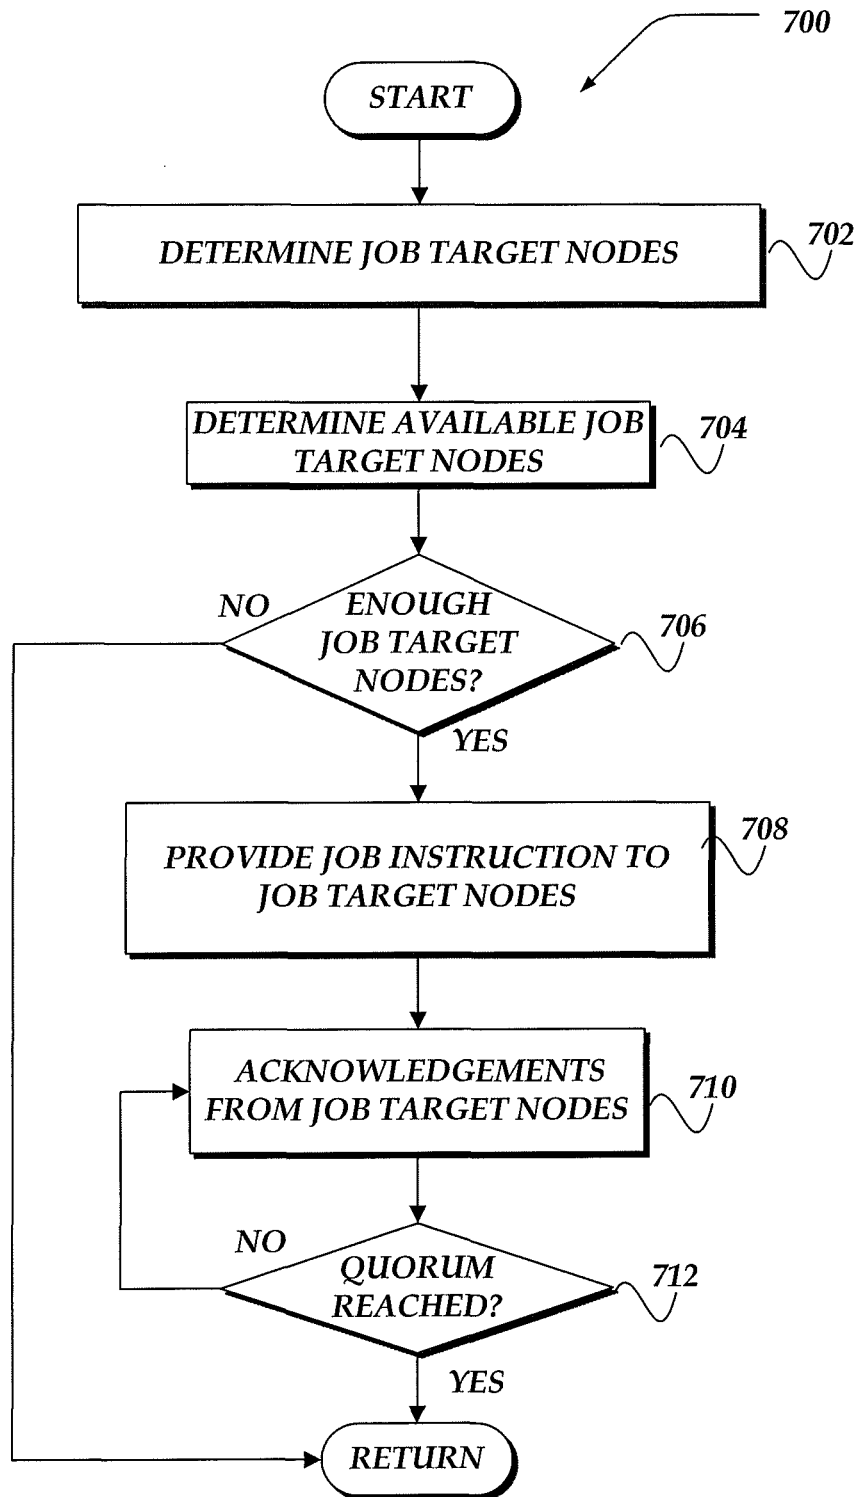 700
START
DETERMINE JOB TARGET NODES
702
DETERMINE AVAILABLE JOB
TARGET NODES
704
NO
ENOUGH
JOB TARGET
NODES?
706
YES
PROVIDE JOB INSTRUCTION TO
JOB TARGET NODES
708
ACKNOWLEDGEMENTS
FROM JOB TARGET NODES
710
NO
QUORUM
REACHED?
712
YES
RETURN